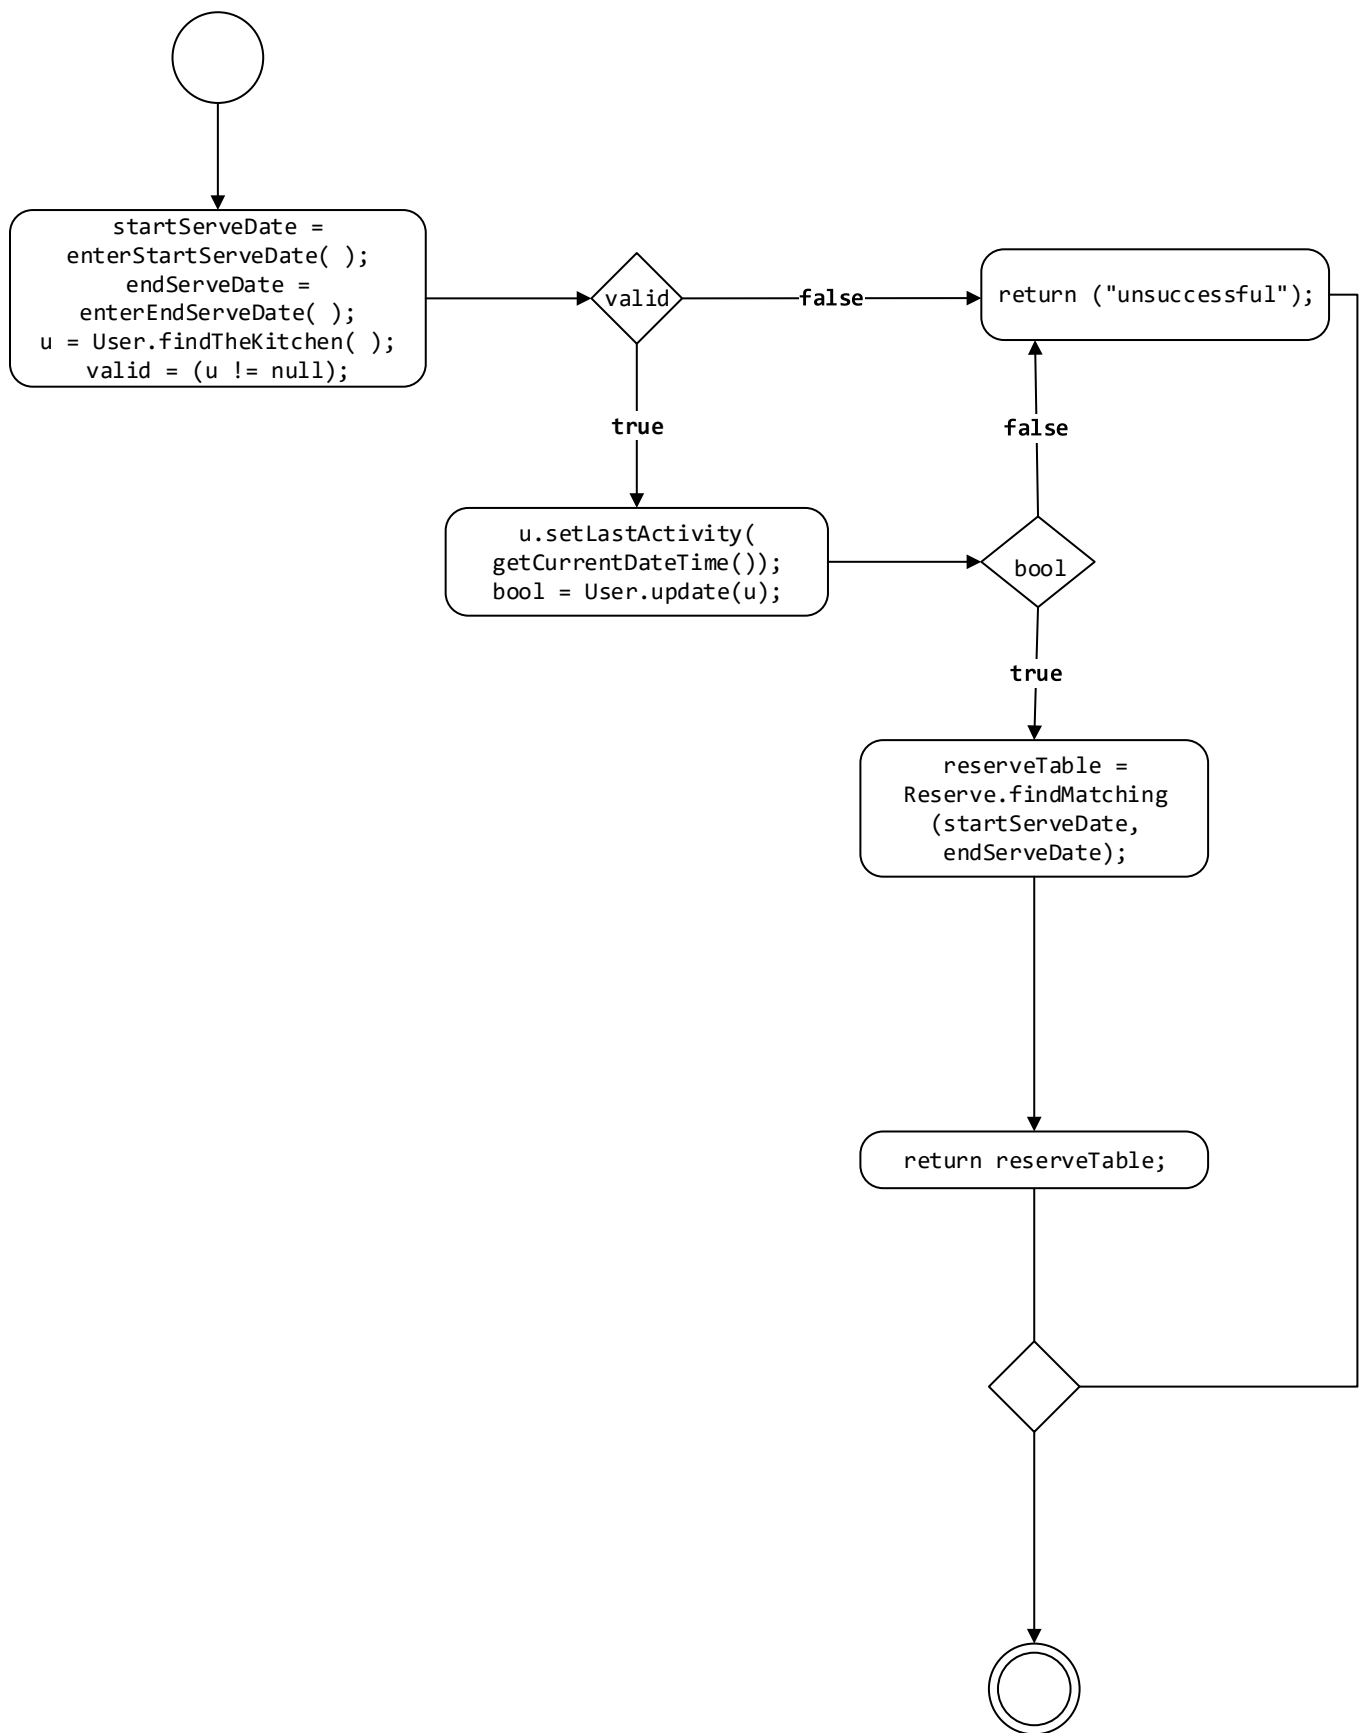 startServeDate =
enterStartServeDate( );
endServeDate =
enterEndServeDate( );
u = User.findTheKitchen( );
valid = (u != null);
valid
false
return ("unsuccessful");
true
false
u.setLastActivity(
getCurrentDateTime());
bool = User.update(u);
bool
true
reserveTable =
Reserve.findMatching
(startServeDate,
endServeDate);
return reserveTable;